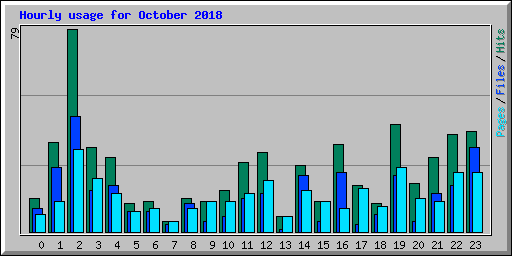 Hourly usage for October 2018
79
Pages / Files / Hits
0 1 2 3 4 5 6 7 8 9 10 11 12 13 14 15 16 17 18 19 20 21 22 23